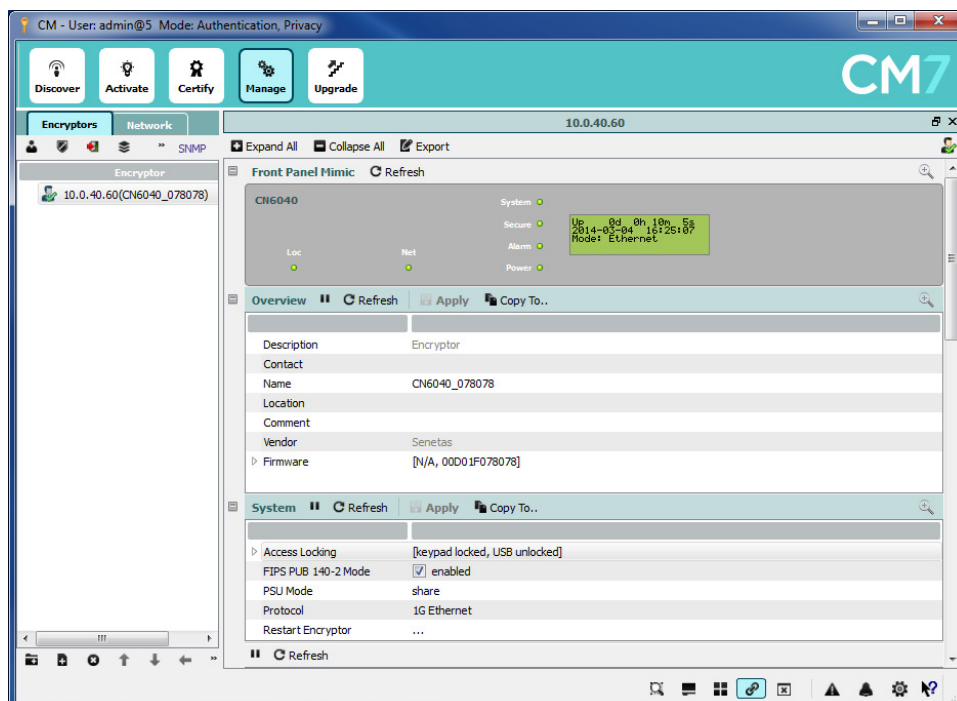 CM - User: admin@5 Mode: Authentication, Privacy
Discover Activate Certify Manage Upgrade
CM7
Encryptors Network
10.0.40.60
» SNMP
Expand All Collapse All Export
Encryptor
10.0.40.60(CN6040_078078)
Front Panel Mimic Refresh
CN6040
System
Secure
Alarm
Power
Loc
Net
Up 0d 0h 10m 5s
2014-03-04 16:25:07
Mode: Ethernet
Overview Refresh Apply Copy To..
Description Encryptor
Contact
Name CN6040_078078
Location
Comment
Vendor Senetas
Firmware [N/A, 00D01F078078]
System Refresh Apply Copy To..
Access Locking [keypad locked, USB unlocked]
FIPS PUB 140-2 Mode enabled
PSU Mode share
Protocol 1G Ethernet
Restart Encryptor ...
Refresh
»